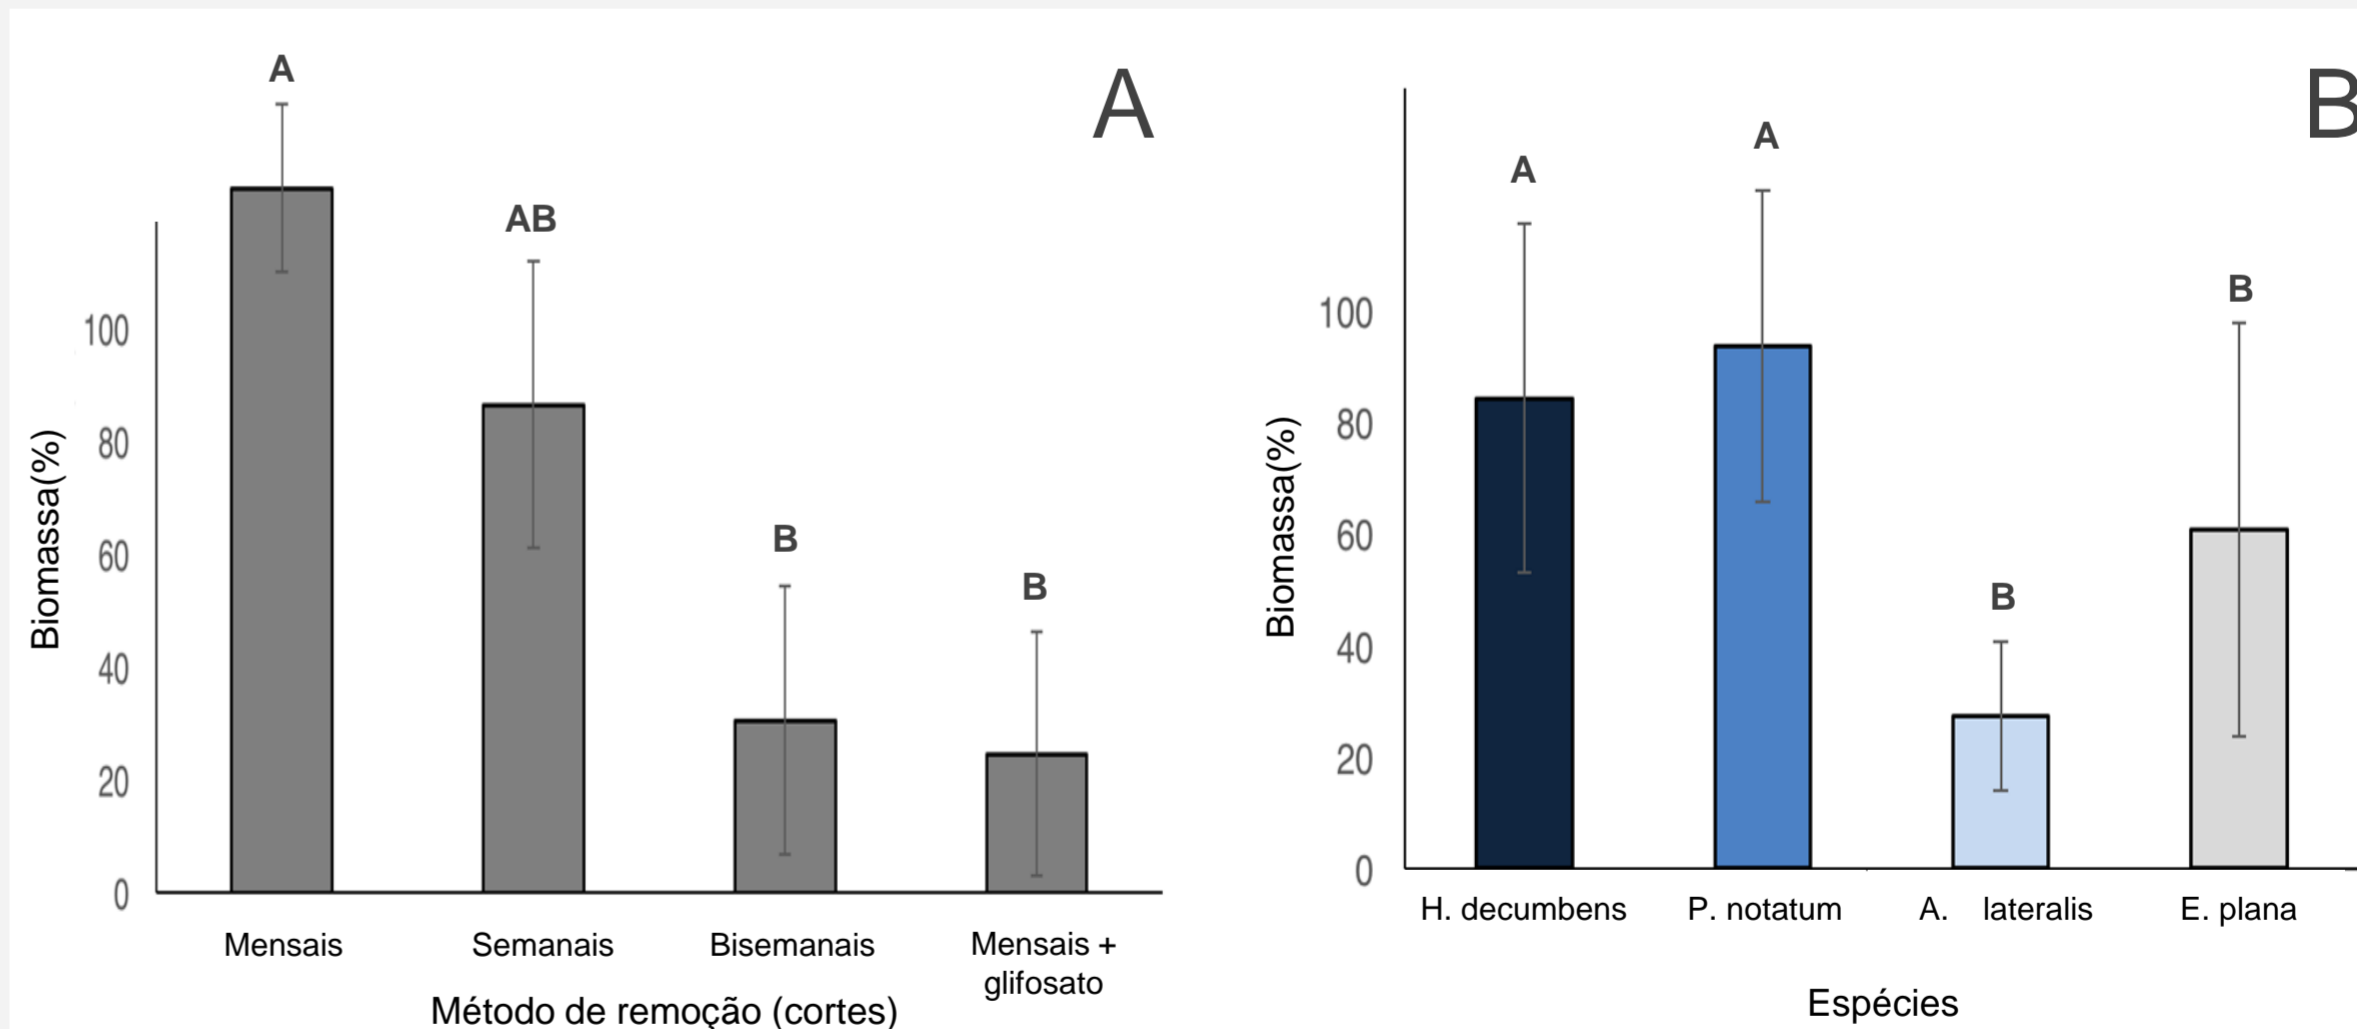 A
A
AB
B
B
100
80
60
40
20
0
Biomassa(%)
Mensais
Semanais
Bisemanais
Mensais +
glifosato
Método de remoção (cortes)
B
A
A
B
B
100
80
60
40
20
0
Biomassa(%)
H. decumbens
P. notatum
A. lateralis
E. plana
Espécies